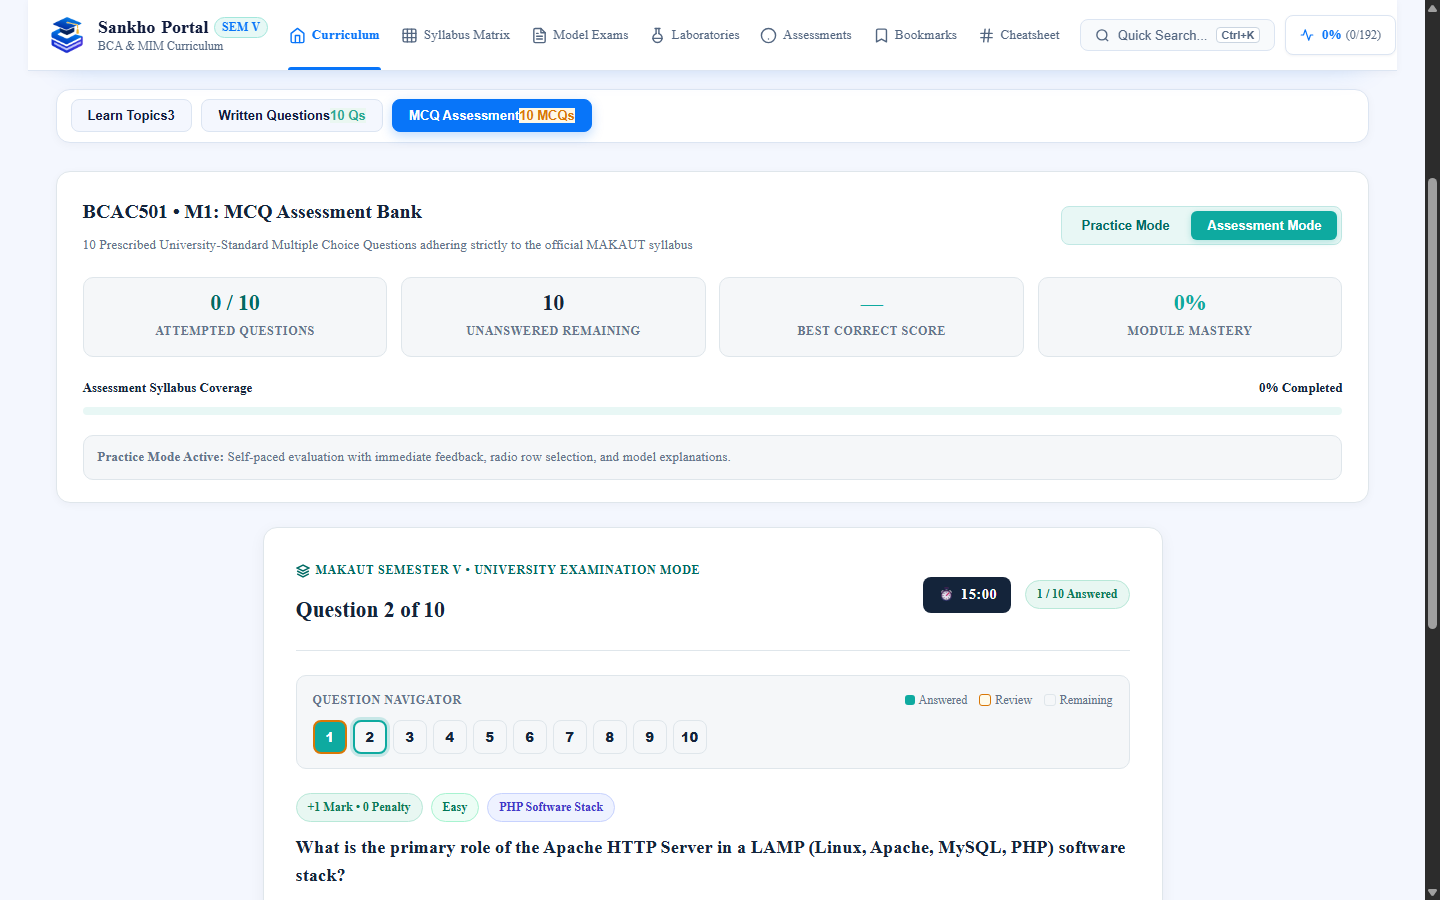 Sankho Portal SEM V
BCA & MIM Curriculum
Curriculum
Syllabus Matrix
Model Exams
Laboratories
Assessments
Bookmarks
Cheatsheet
Quick Search... Ctrl+K
0% (0/192)
Learn Topics3
Written Questions10 Qs
MCQ Assessment10 MCQs
BCAC501 • M1: MCQ Assessment Bank
10 Prescribed University-Standard Multiple Choice Questions adhering strictly to the official MAKAUT syllabus
Practice Mode
Assessment Mode
0 / 10
ATTEMPTED QUESTIONS
10
UNANSWERED REMAINING
—
BEST CORRECT SCORE
0%
MODULE MASTERY
Assessment Syllabus Coverage
0% Completed
Practice Mode Active: Self-paced evaluation with immediate feedback, radio row selection, and model explanations.
MAKAUT SEMESTER V • UNIVERSITY EXAMINATION MODE
Question 2 of 10
15:00
1 / 10 Answered
QUESTION NAVIGATOR
Answered
Review
Remaining
1 2 3 4 5 6 7 8 9 10
+1 Mark • 0 Penalty
Easy
PHP Software Stack
What is the primary role of the Apache HTTP Server in a LAMP (Linux, Apache, MySQL, PHP) software
stack?